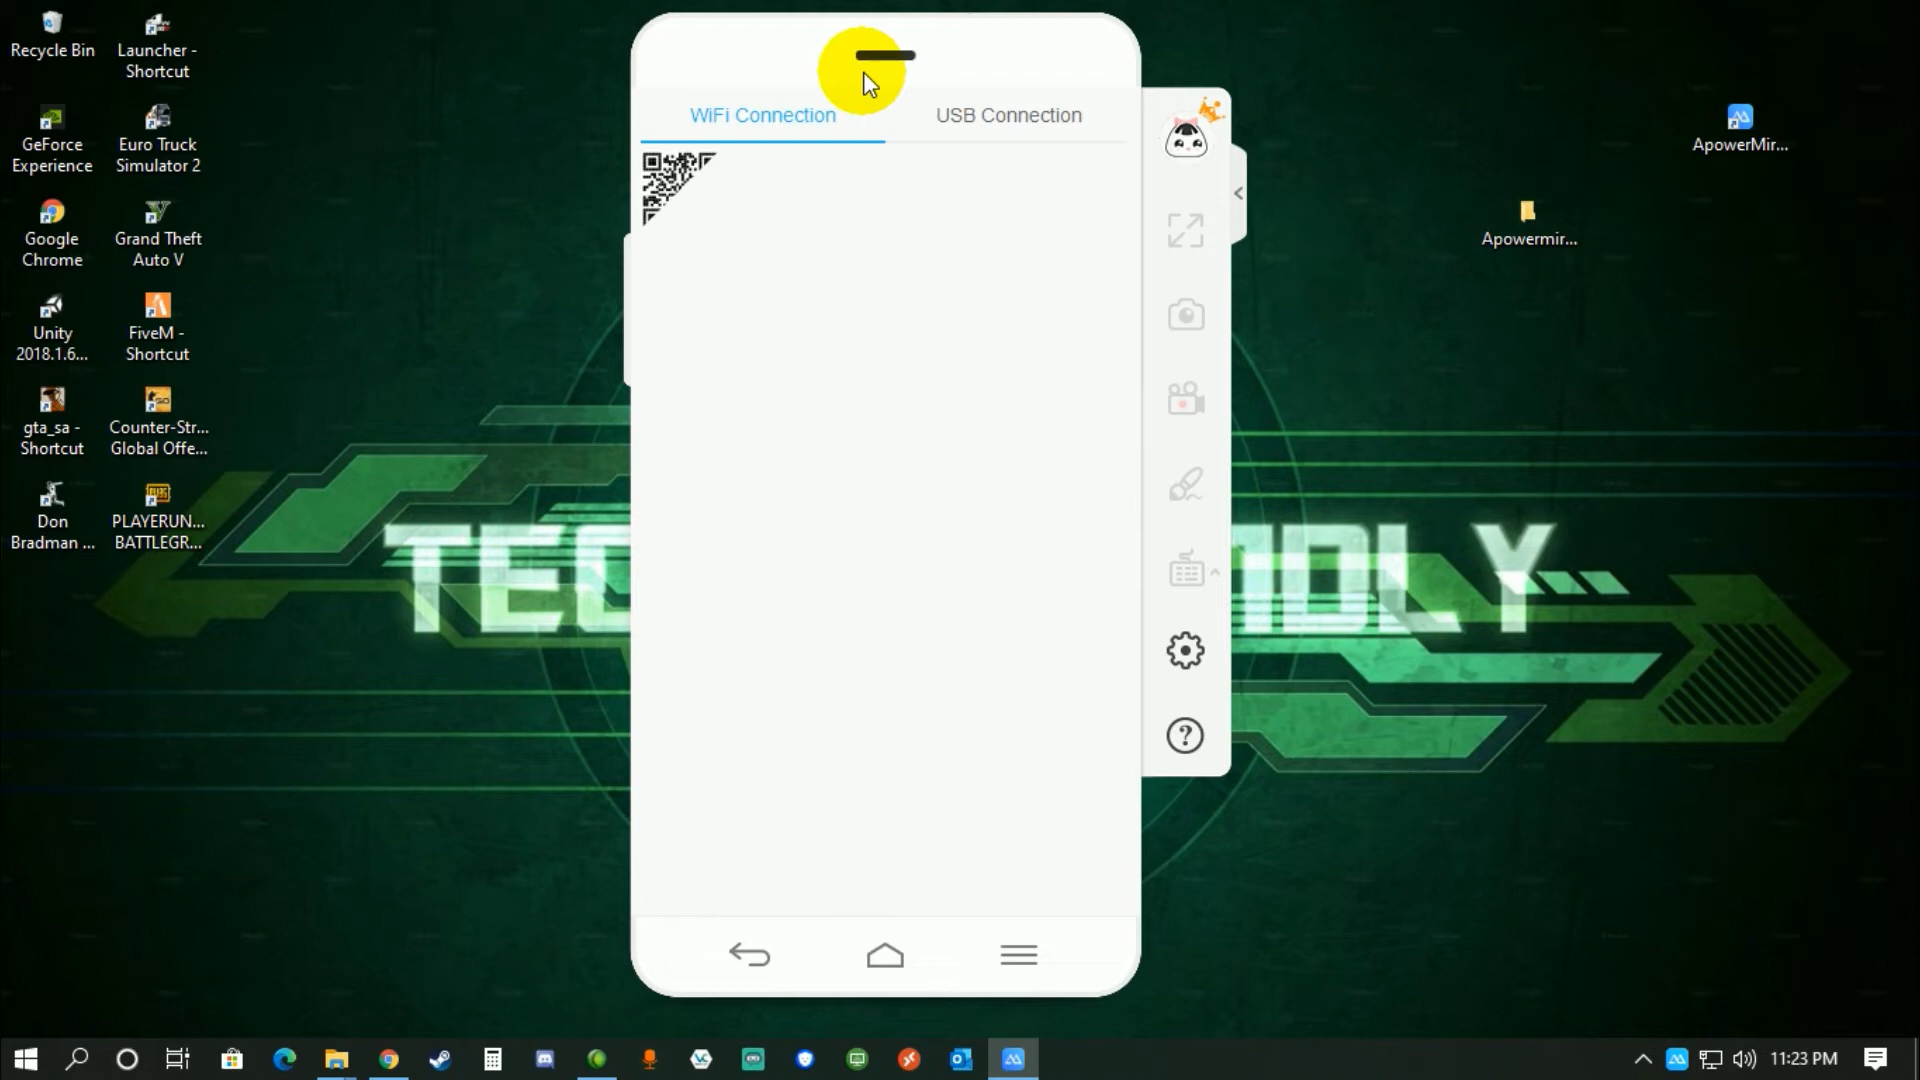 Recycle Bin
Launcher -
Shortcut
GeForce
Experience
Euro Truck
Simulator 2
Google
Chrome
Grand Theft
Auto V
Unity
2018.1.6...
FiveM -
Shortcut
gta_sa -
Shortcut
Counter-Str...
Global Offe...
Don
Bradman ...
PLAYERUN...
BATTLEGR...
WiFi Connection
USB Connection
ApowerMir...
Apowermir...
11:23 PM